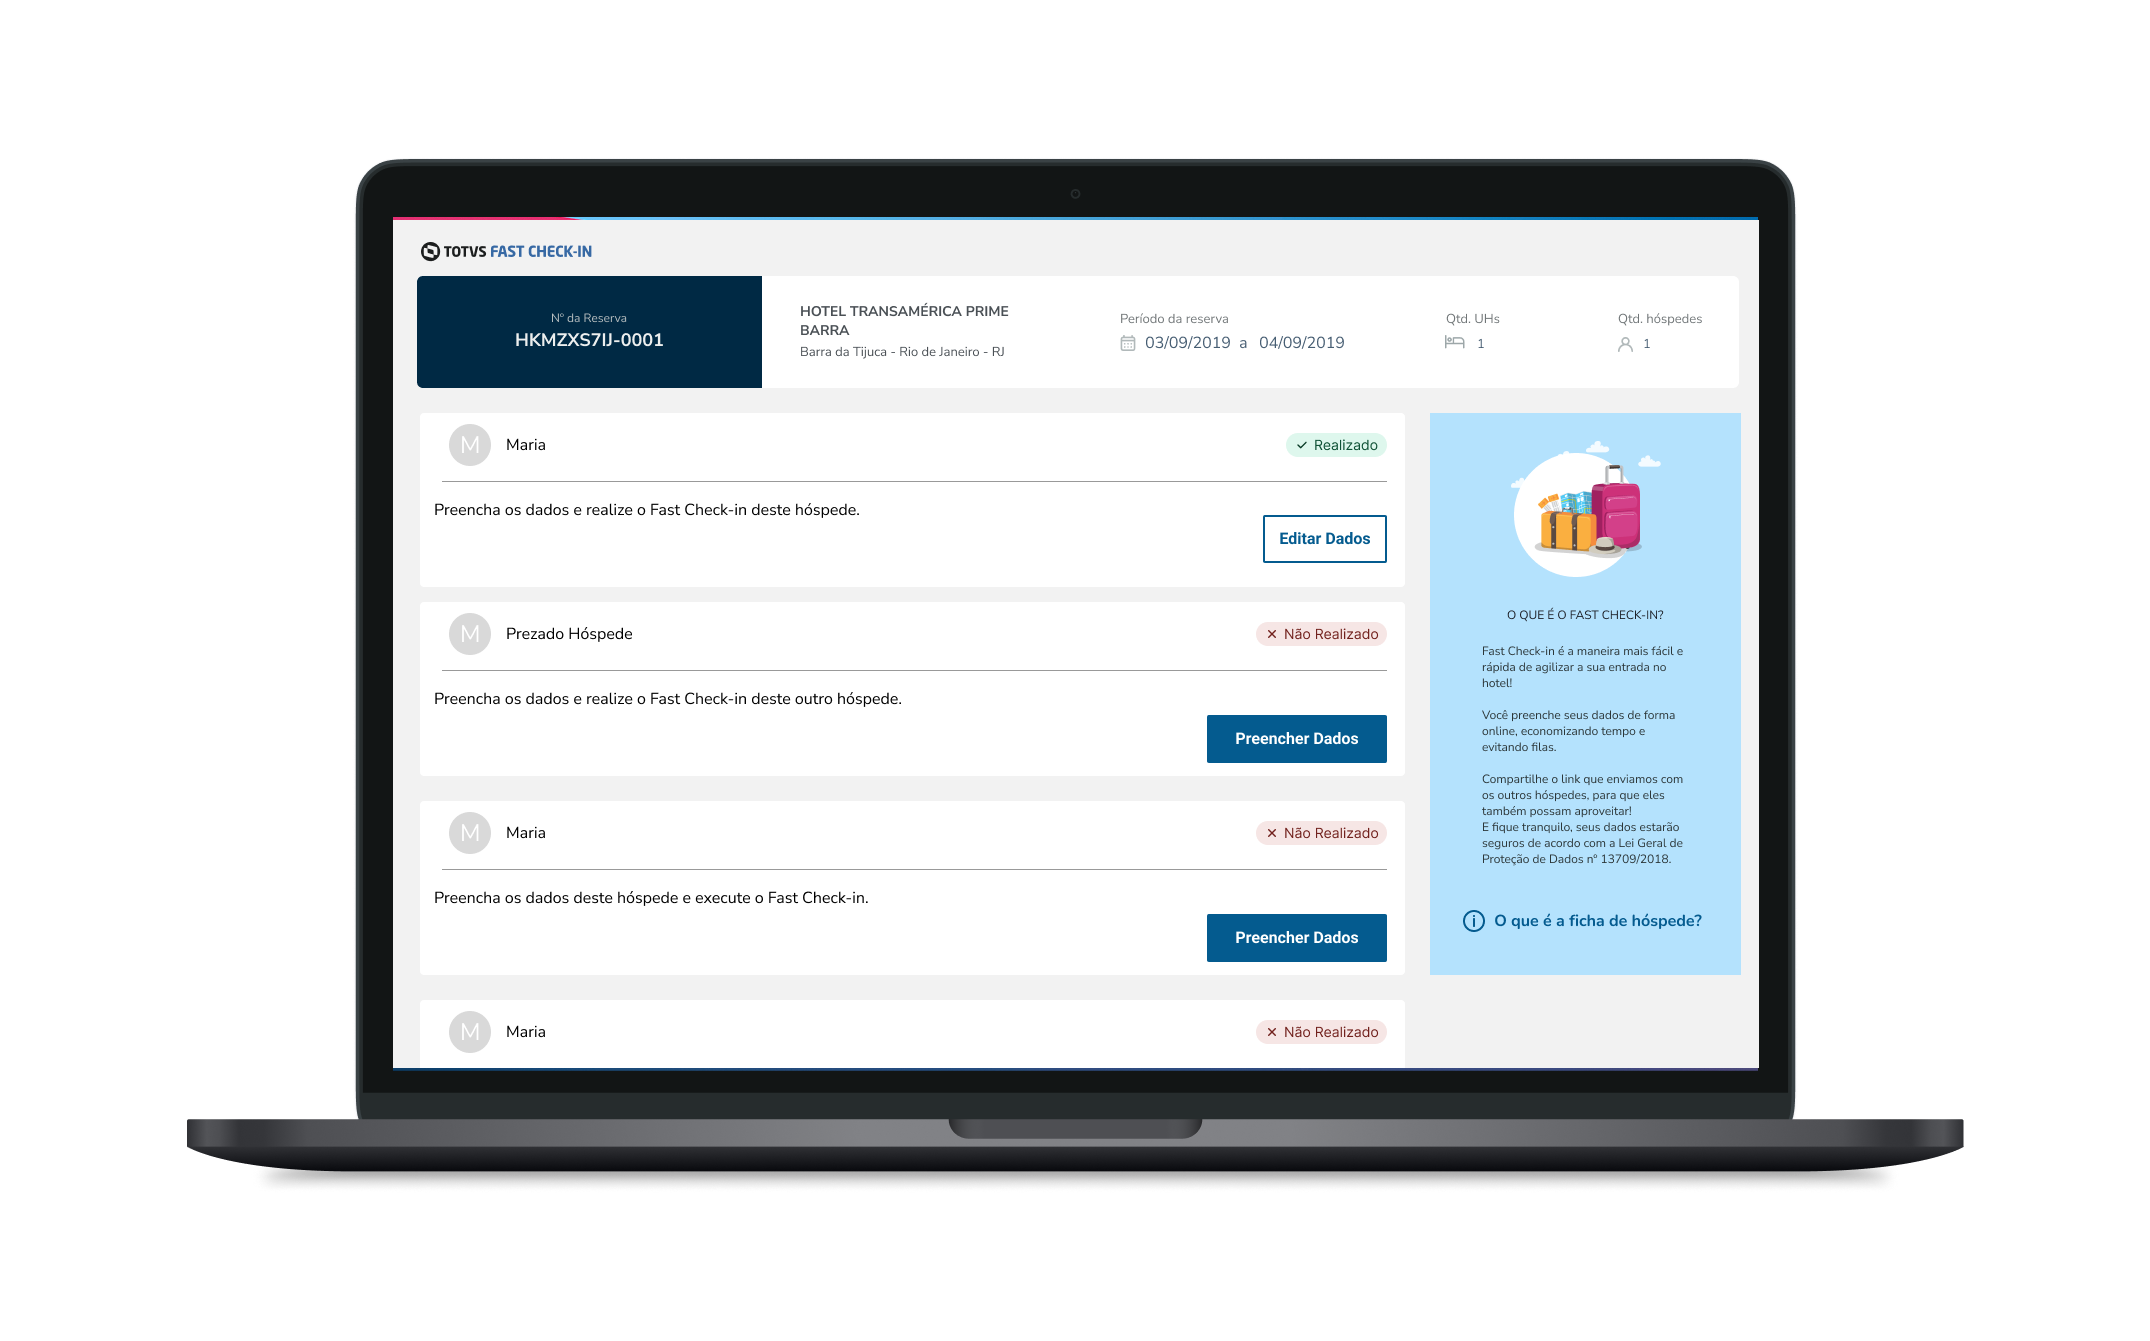 TOTVS FAST CHECK-IN
Nº da Reserva
HKMZXS7IJ-0001
HOTEL TRANSAMÉRICA PRIME
BARRA
Barra da Tijuca - Rio de Janeiro - RJ
Período da reserva
03/09/2019 a 04/09/2019
Qtd. UHs
1
Qtd. hóspedes
1
M Maria
Realizado
Preencha os dados e realize o Fast Check-in deste hóspede.
Editar Dados
M Prezado Hóspede
Não Realizado
Preencha os dados e realize o Fast Check-in deste outro hóspede.
Preencher Dados
M Maria
Não Realizado
Preencha os dados deste hóspede e execute o Fast Check-in.
Preencher Dados
M Maria
Não Realizado
O QUE É O FAST CHECK-IN?
Fast Check-in é a maneira mais fácil e
rápida de agilizar a sua entrada no
hotel!
Você preenche seus dados de forma
online, economizando tempo e
evitando filas.
Compartilhe o link que enviamos com
os outros hóspedes, para que eles
também possam aproveitar!
E fique tranquilo, seus dados estarão
seguros de acordo com a Lei Geral de
Proteção de Dados nº 13709/2018.
O que é a ficha de hóspede?